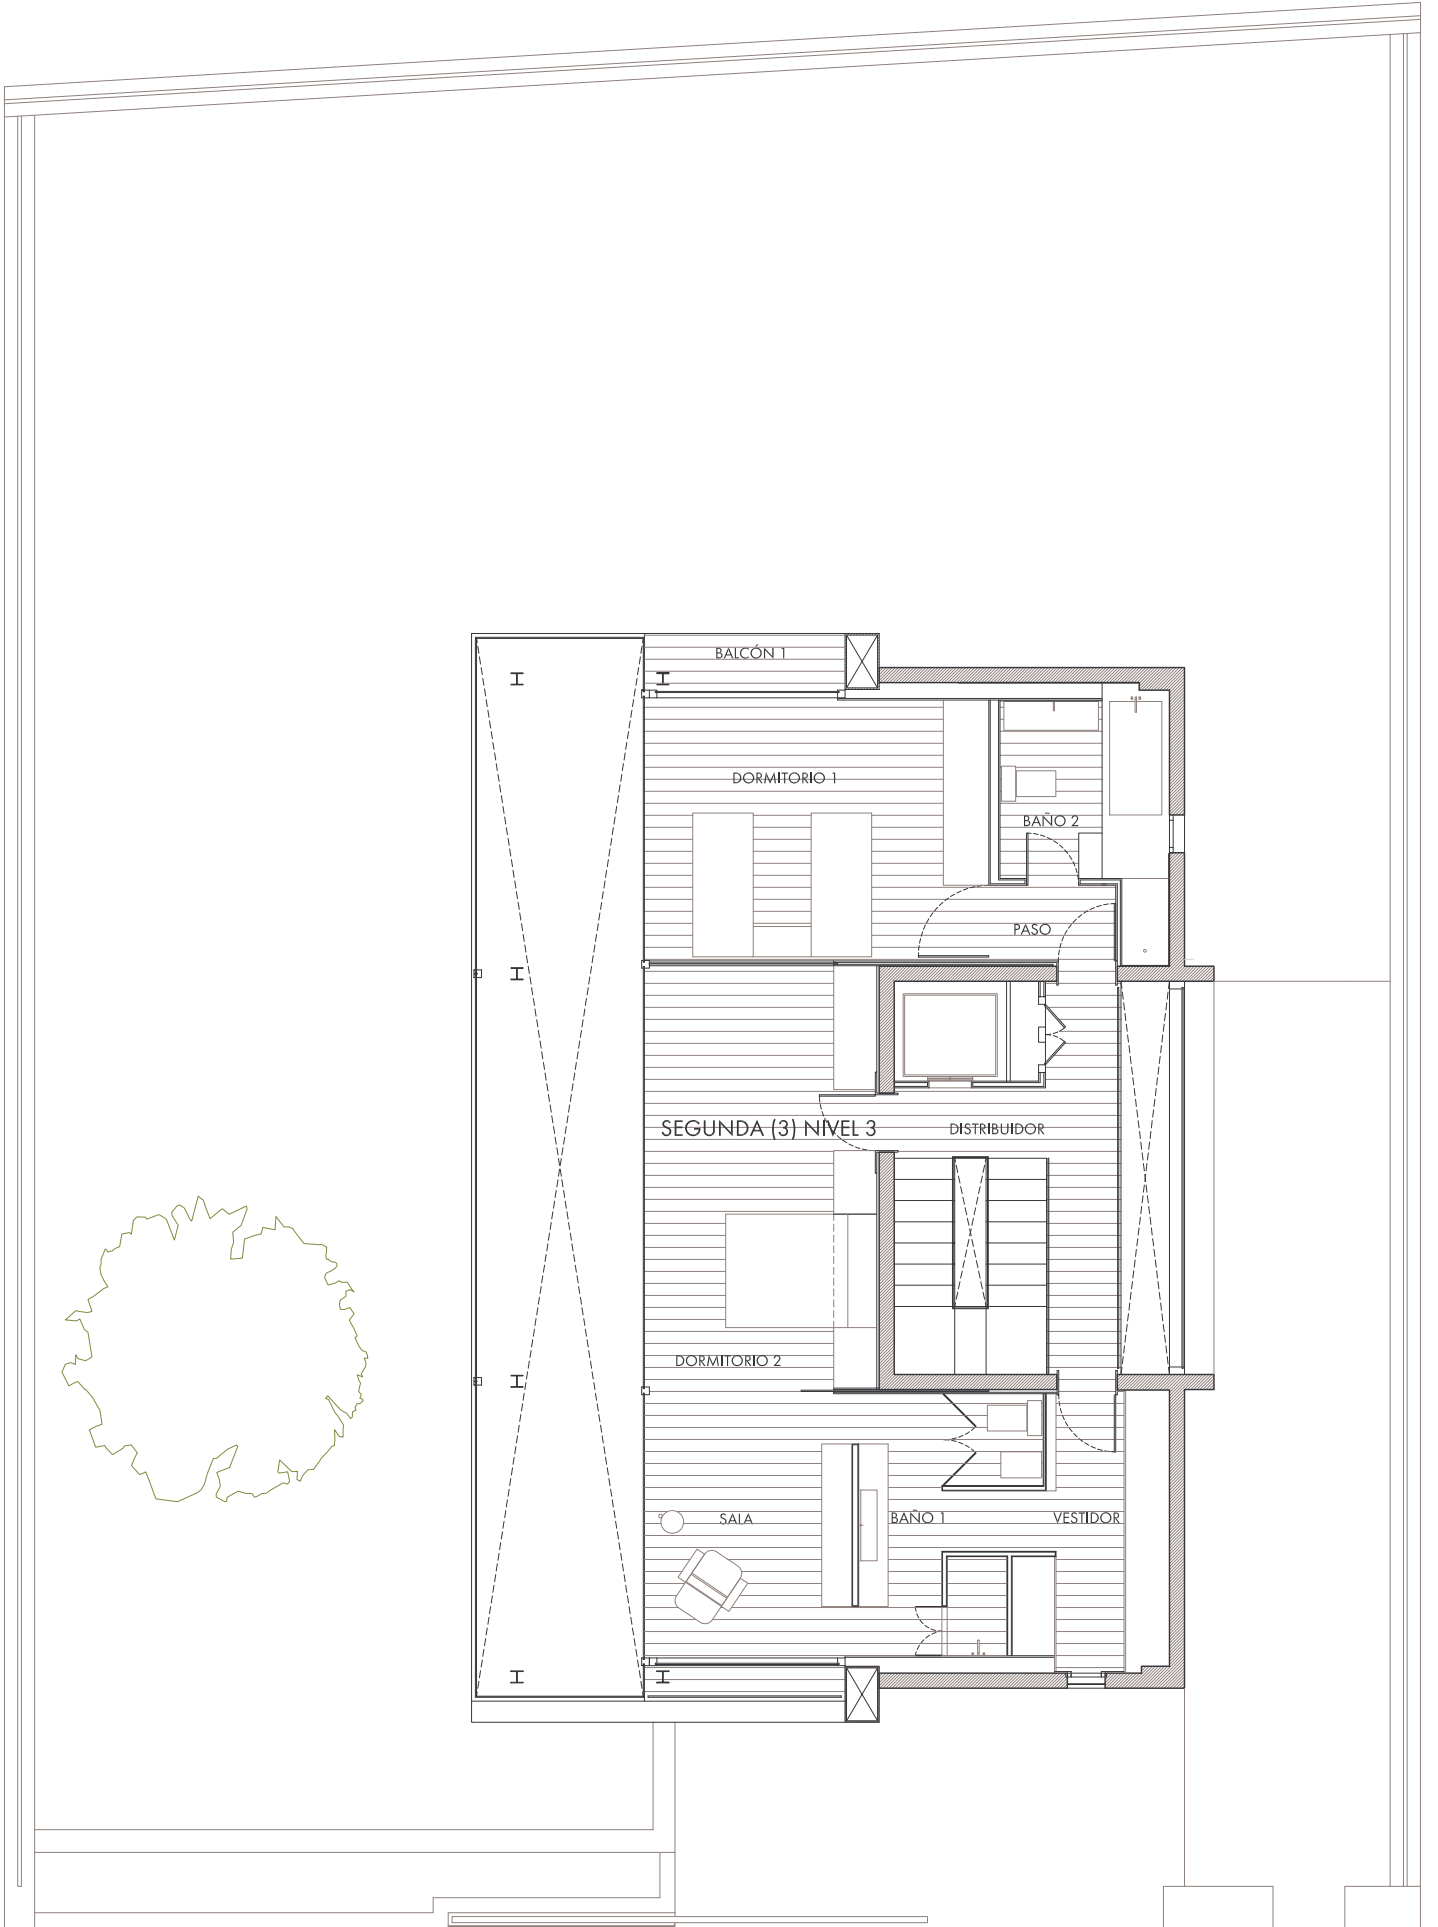 BALCÓN 1
DORMITORIO 1
BAÑO 2
PASO
SEGUNDA (3) NIVEL 3
DISTRIBUIDOR
DORMITORIO 2
SALA
BAÑO 1
VESTIDOR